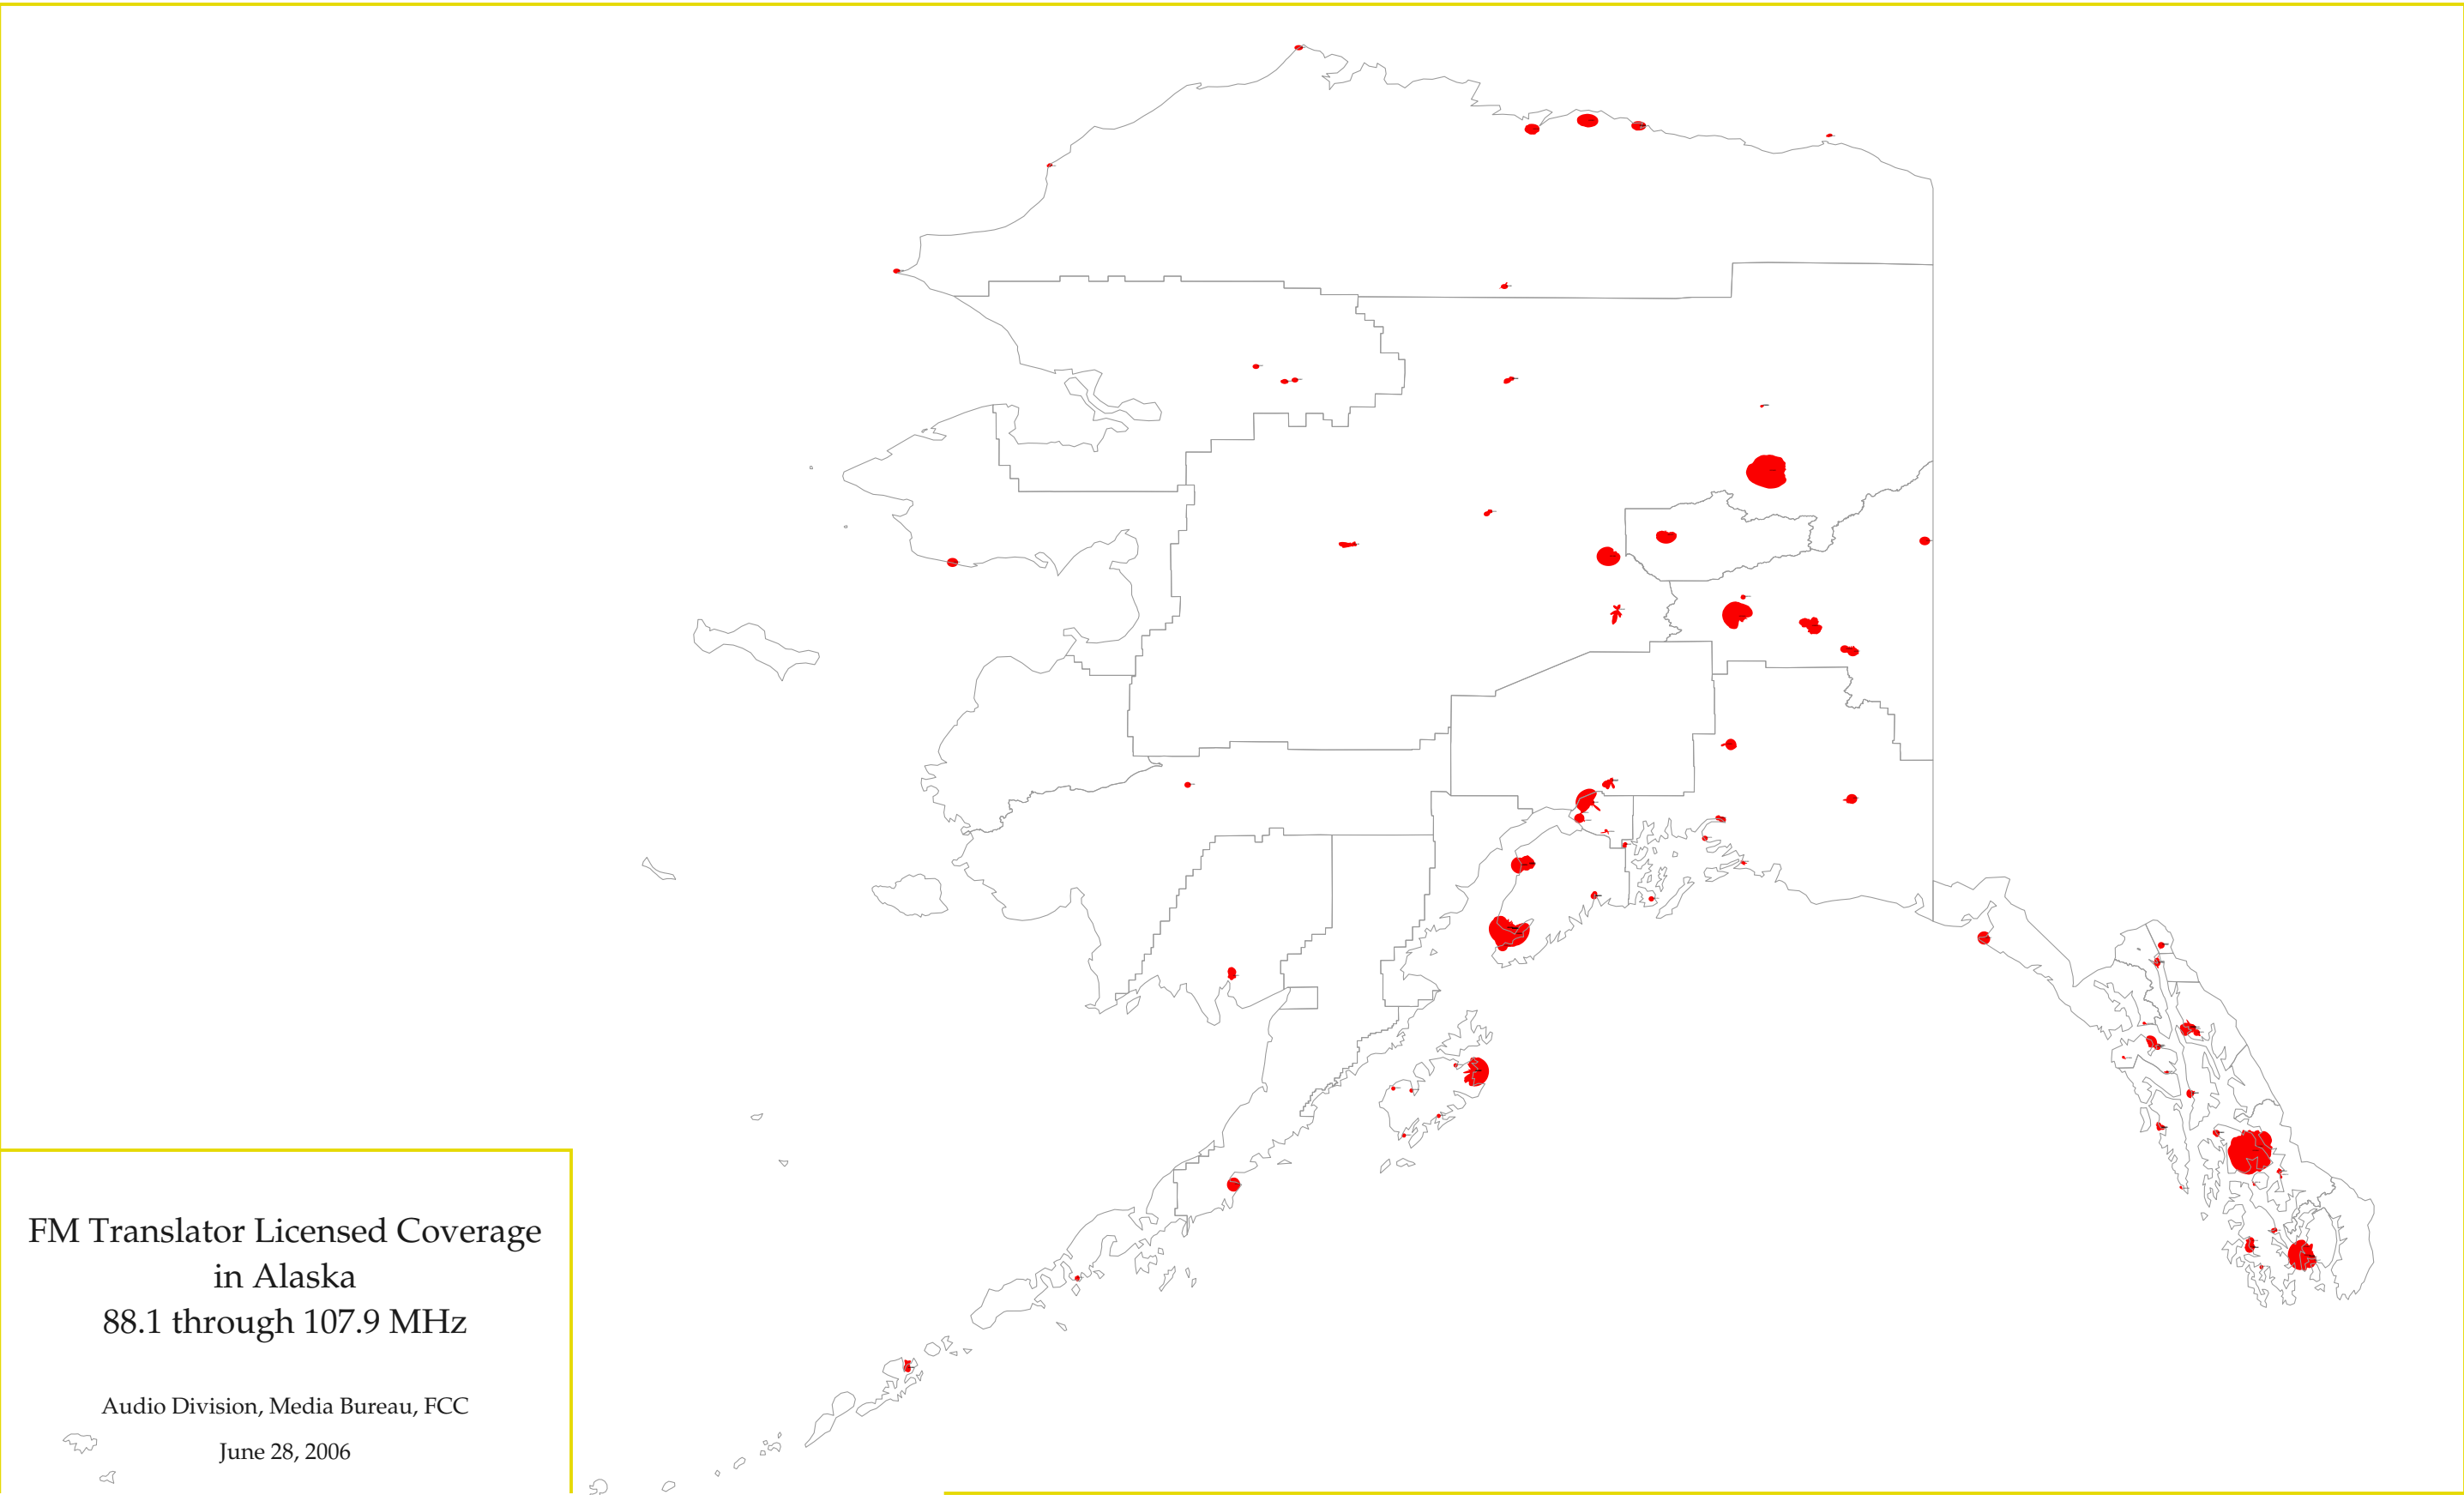 FM Translator Licensed Coverage
in Alaska
88.1 through 107.9 MHz
Audio Division, Media Bureau, FCC
June 28, 2006